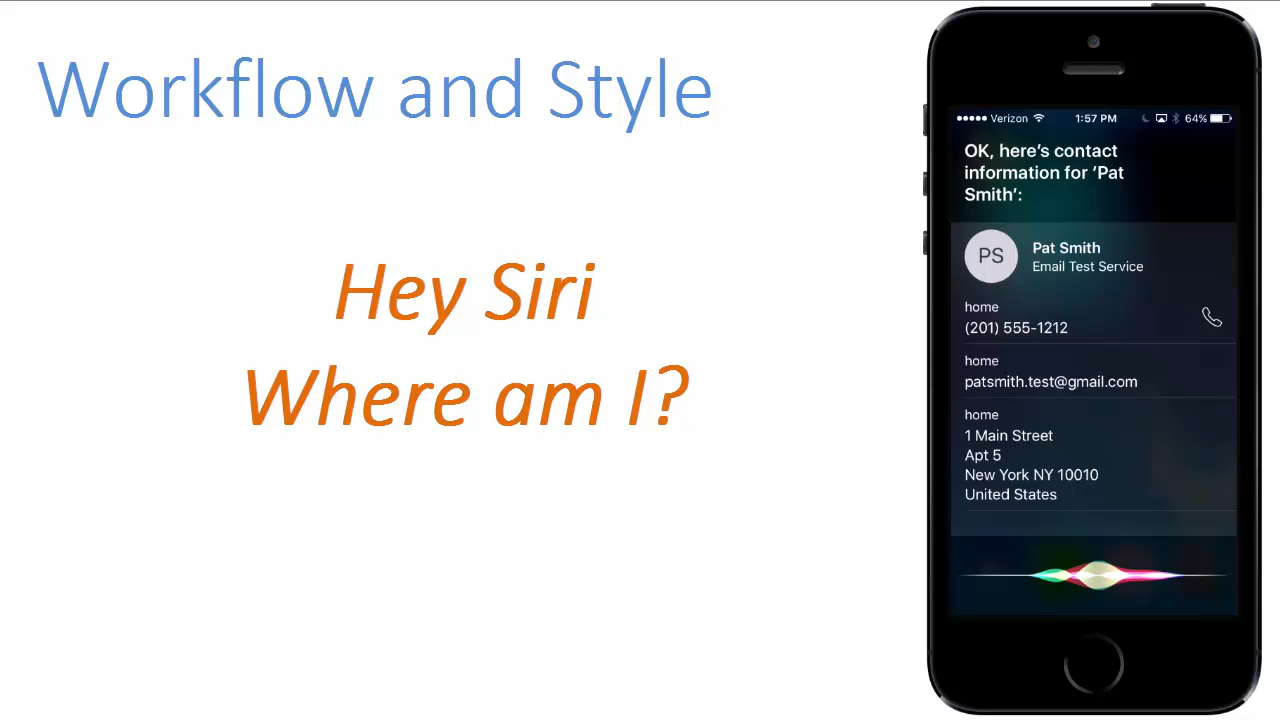 Workflow and Style
Hey Siri
Where am I?
Verizon 1:57 PM 64%
OK, here's contact
information for ‘Pat
Smith’:
PS
Pat Smith
Email Test Service
home
(201) 555-1212
home
patsmith.test@gmail.com
home
1 Main Street
Apt 5
New York NY 10010
United States